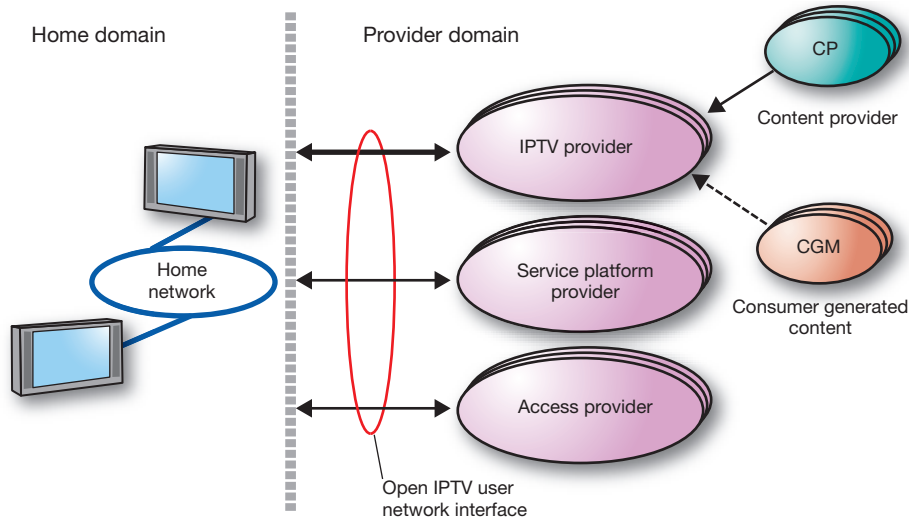 Home domain
Provider domain
CP
Content provider
IPTV provider
CGM
Consumer generated
content
Home
network
Service platform
provider
Access provider
Open IPTV user
network interface